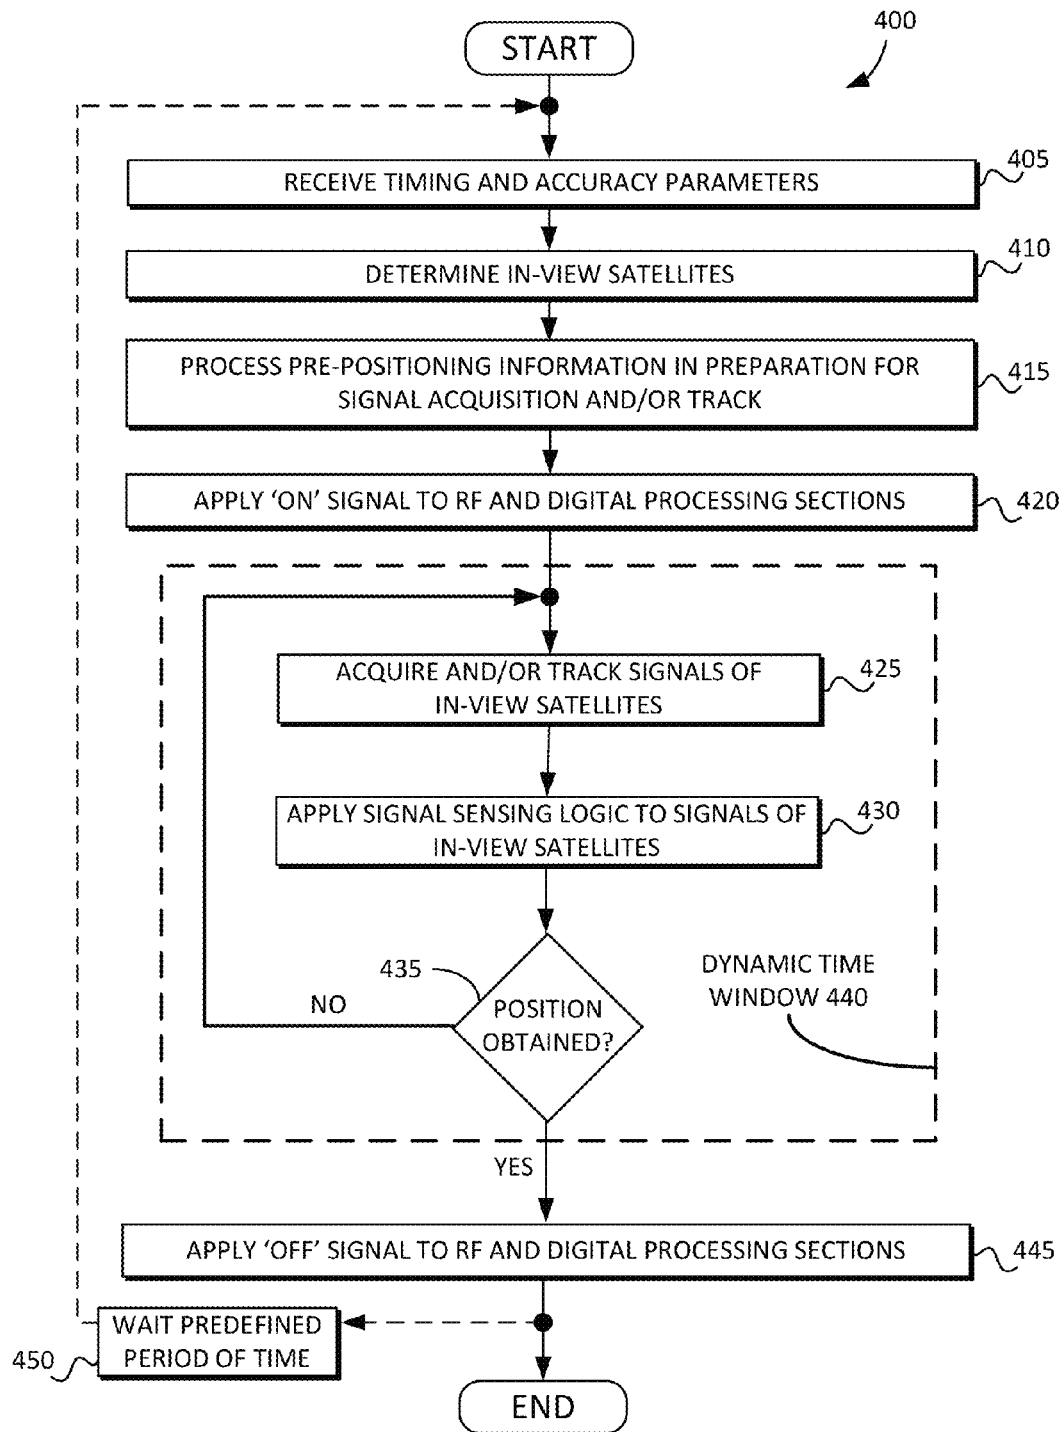 400
START
RECEIVE TIMING AND ACCURACY PARAMETERS
405
DETERMINE IN-VIEW SATELLITES
410
PROCESS PRE-POSITIONING INFORMATION IN PREPARATION FOR
SIGNAL ACQUISITION AND/OR TRACK
415
APPLY ‘ON’ SIGNAL TO RF AND DIGITAL PROCESSING SECTIONS
420
ACQUIRE AND/OR TRACK SIGNALS OF
IN-VIEW SATELLITES
425
APPLY SIGNAL SENSING LOGIC TO SIGNALS OF
IN-VIEW SATELLITES
430
435
POSITION
OBTAINED?
NO
DYNAMIC TIME
WINDOW 440
YES
APPLY ‘OFF’ SIGNAL TO RF AND DIGITAL PROCESSING SECTIONS
445
WAIT PREDEFINED
PERIOD OF TIME
450
END